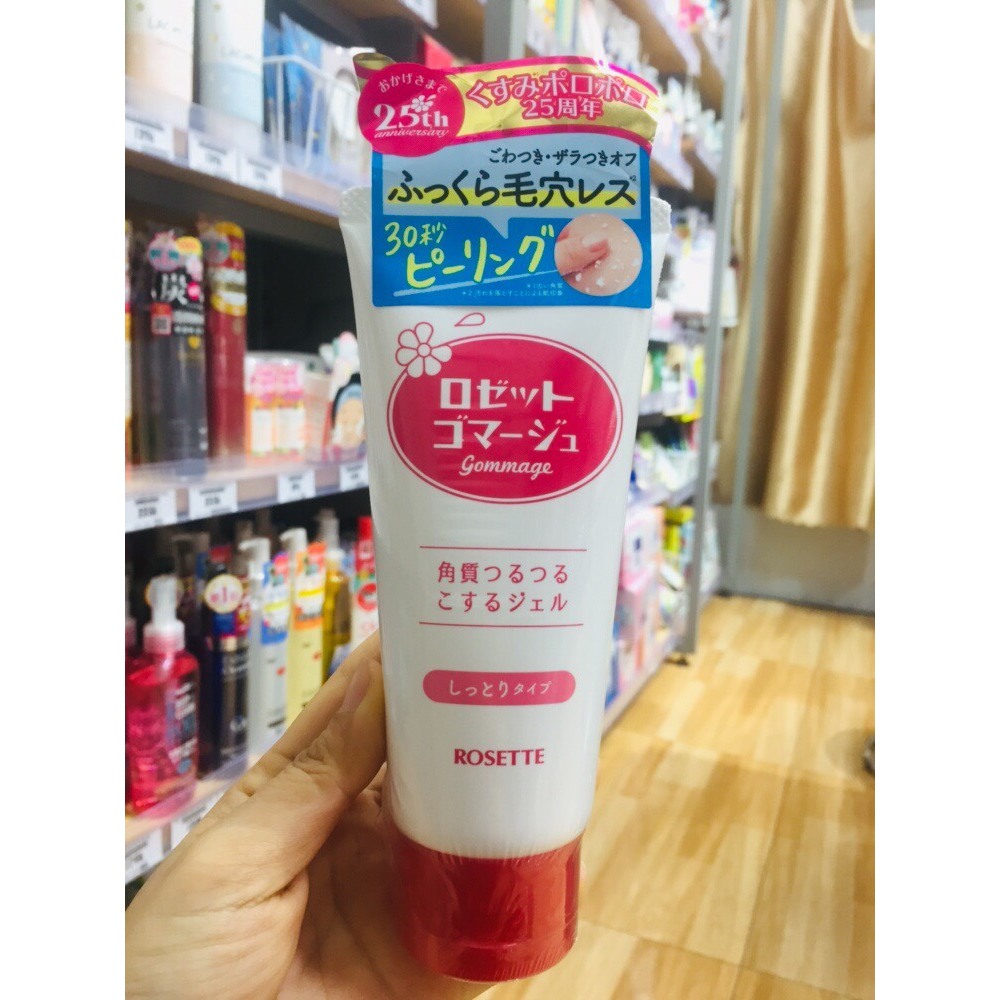 おかげさまで
25th
anniversary
くすみポロポロ
25周年
ごわつき・ザラつきオフ
ふっくら毛穴レス
30秒
ピーリング
ロゼット
ゴマージュ
Gommage
角質つるつる
こするジェル
しっとりタイプ
ROSETTE
炭